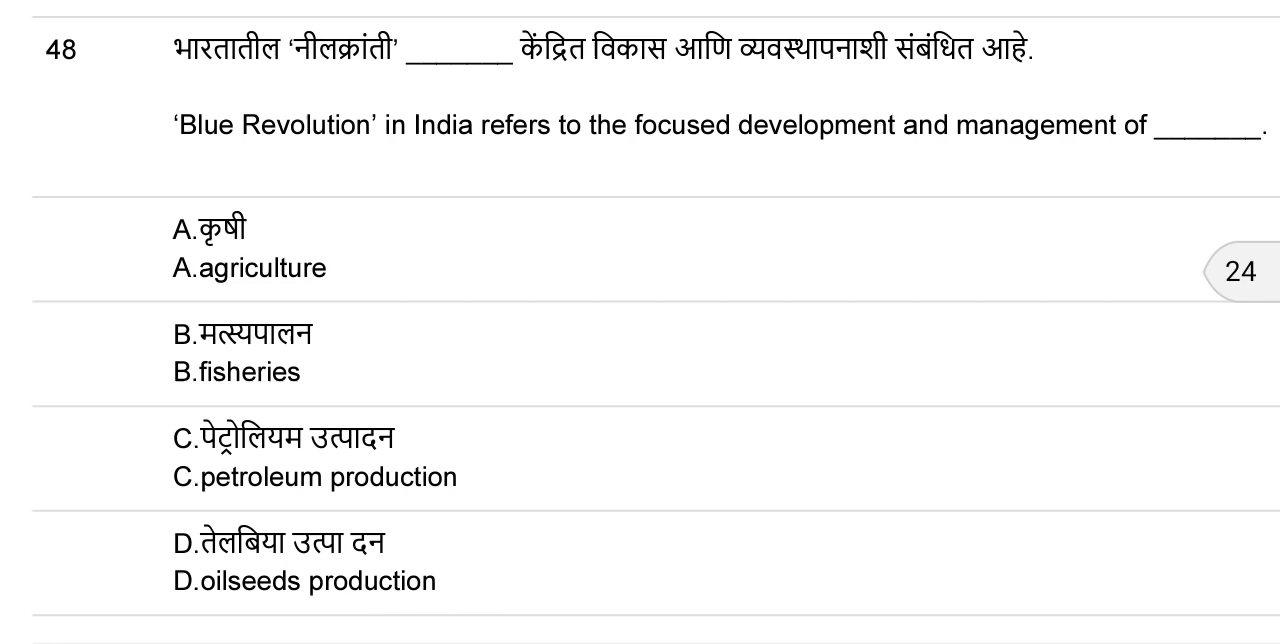 48 भारतातील ‘नीलक्रांती’ _______ केंद्रित विकास आणि व्यवस्थापनाशी संबंधित आहे.
‘Blue Revolution’ in India refers to the focused development and management of _______.
A.कृषी
A.agriculture
24
B.मत्स्यपालन
B.fisheries
C.पेट्रोलियम उत्पादन
C.petroleum production
D.तेलबिया उत्पा दन
D.oilseeds production